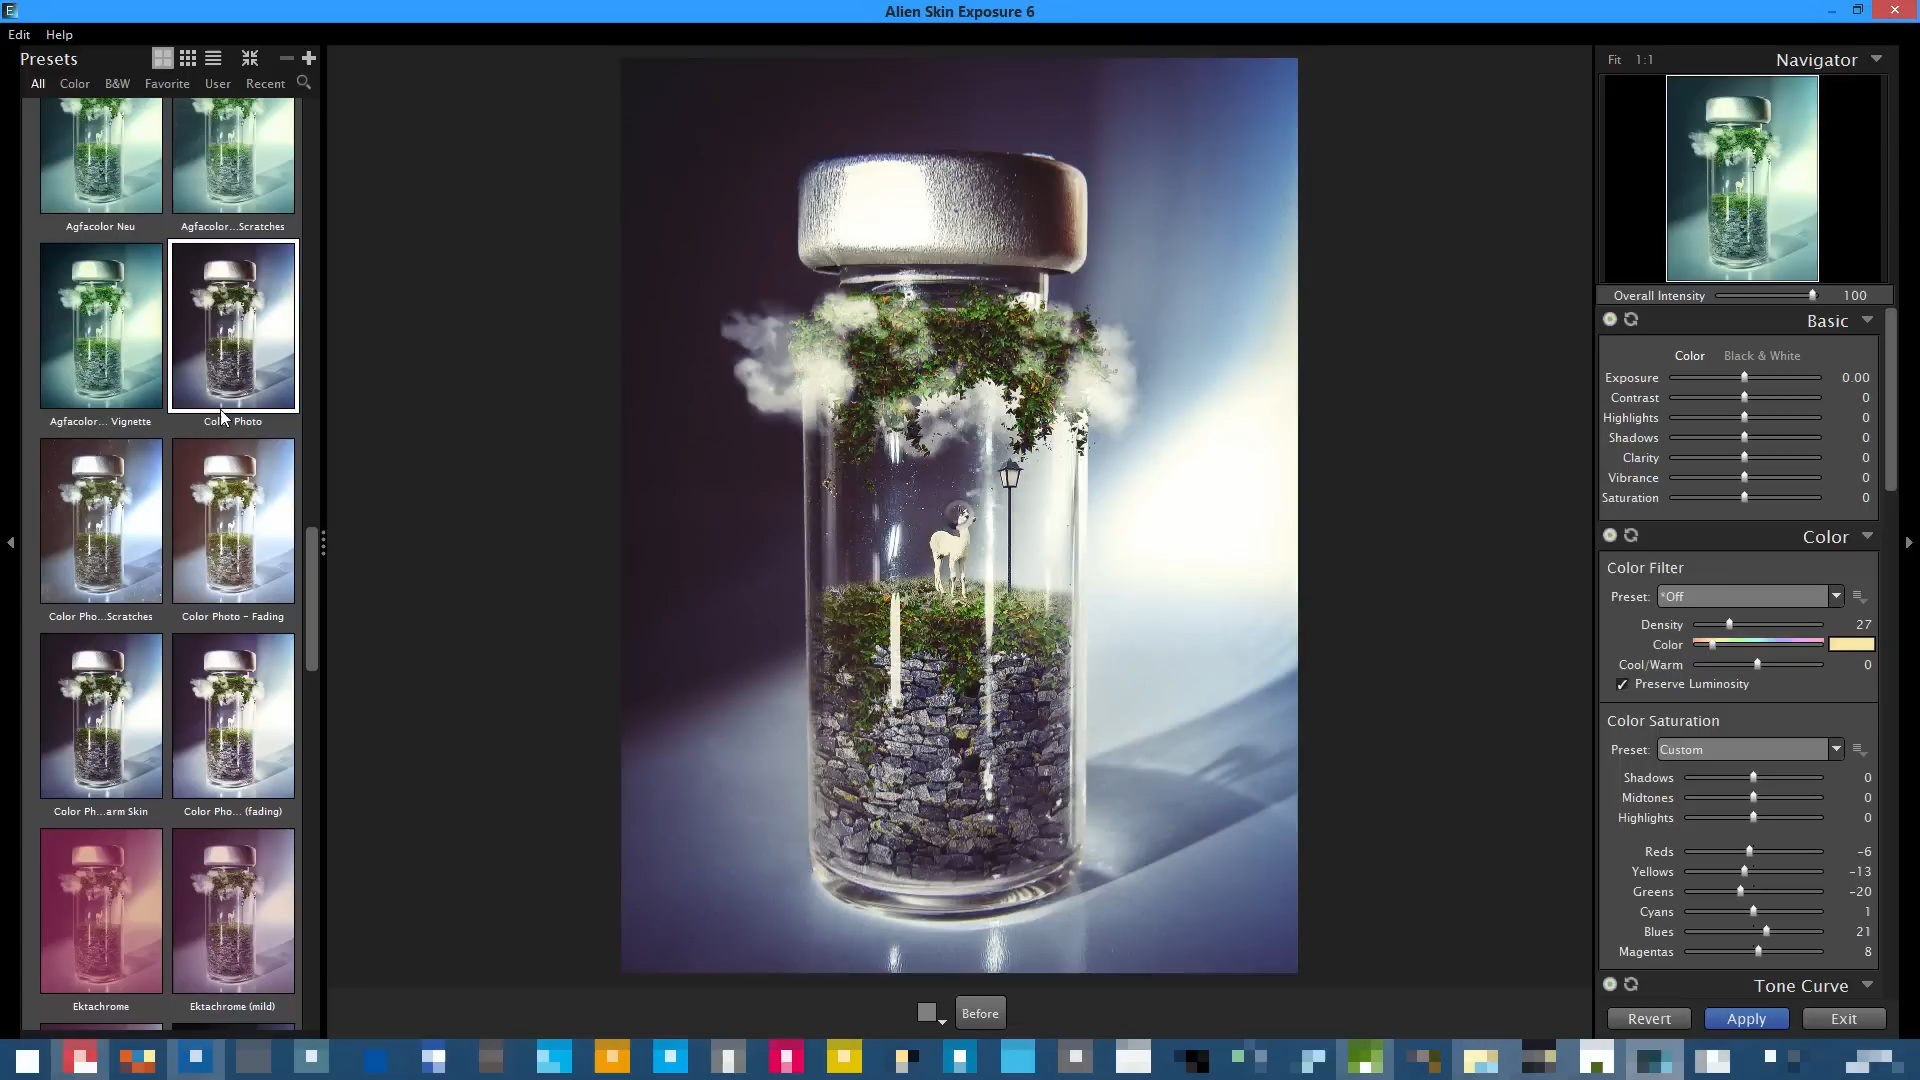 Alien Skin Exposure 6
Edit Help
Presets
All Color B&W Favorite User Recent
Agfacolor Neu
Agfacolor...Scratches
Agfacolor... Vignette
Photo
Color Pho...Scratches
Color Photo - Fading
Color Ph...arm Skin
Color Pho... (fading)
Ektachrome
Ektachrome (mild)
Before
Fit 1:1 Navigator
Overall Intensity 100
Basic
Color Black & White
Exposure 0.00
Contrast 0
Highlights 0
Shadows 0
Clarity 0
Vibrance 0
Saturation 0
Color
Color Filter
Preset: *Off
Density 27
Color
Cool/Warm 0
Preserve Luminosity
Color Saturation
Preset: Custom
Shadows 0
Midtones 0
Highlights 0
Reds -6
Yellows -13
Greens -20
Cyans 1
Blues 21
Magentas 8
Tone Curve
Revert Apply Exit